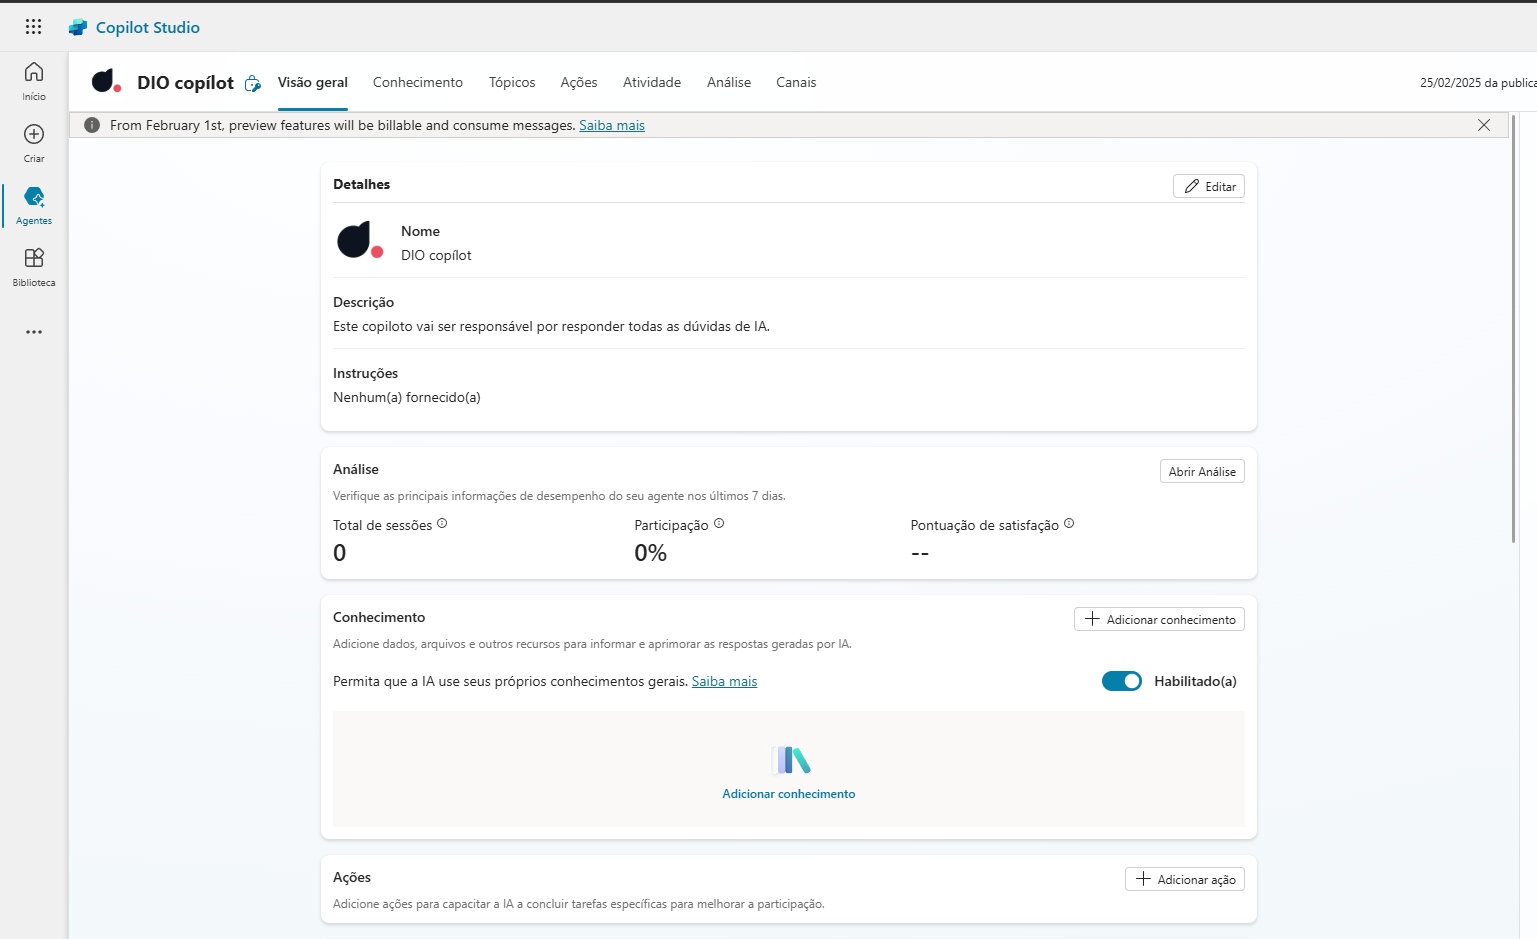 Copilot Studio
Início
Criar
Agentes
Biblioteca
DIO copílot
Visão geral
Conhecimento
Tópicos
Ações
Atividade
Análise
Canais
25/02/2025 da publica
From February 1st, preview features will be billable and consume messages. Saiba mais
Detalhes
Editar
Nome
DIO copílot
Descrição
Este copiloto vai ser responsável por responder todas as dúvidas de IA.
Instruções
Nenhum(a) fornecido(a)
Análise
Abrir Análise
Verifique as principais informações de desempenho do seu agente nos últimos 7 dias.
Total de sessões
Participação
Pontuação de satisfação
0
0%
--
Conhecimento
Adicionar conhecimento
Adicione dados, arquivos e outros recursos para informar e aprimorar as respostas geradas por IA.
Permita que a IA use seus próprios conhecimentos gerais. Saiba mais
Habilitado(a)
Adicionar conhecimento
Ações
Adicionar ação
Adicione ações para capacitar a IA a concluir tarefas específicas para melhorar a participação.